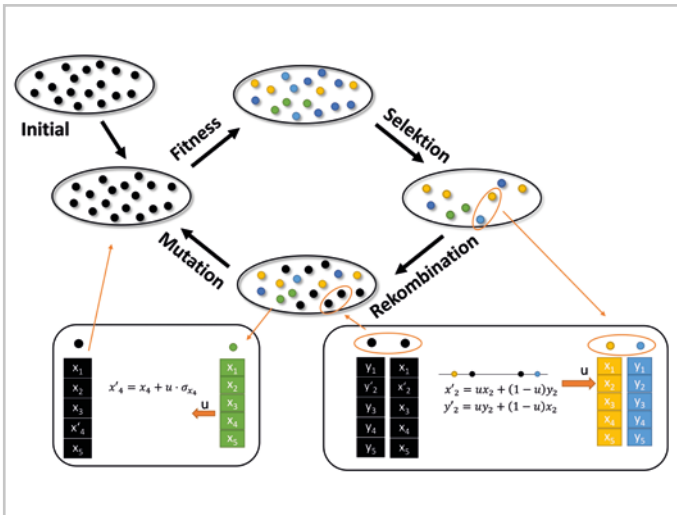 Initial
Fitness
Selektion
Mutation
Rekombination
x₁
x₂
x₃
x'₄
x₅
x'₄ = x₄ + u · σₓ₄
u
x₁
x₂
x₃
x₄
x₅
y₁
y'₂
y₃
y₄
y₅
x₁
x'₂
x₃
x₄
x₅
x'₂ = ux₂ + (1 − u)y₂
y'₂ = uy₂ + (1 − u)x₂
u
x₁
x₂
x₃
x₄
x₅
y₁
y₂
y₃
y₄
y₅